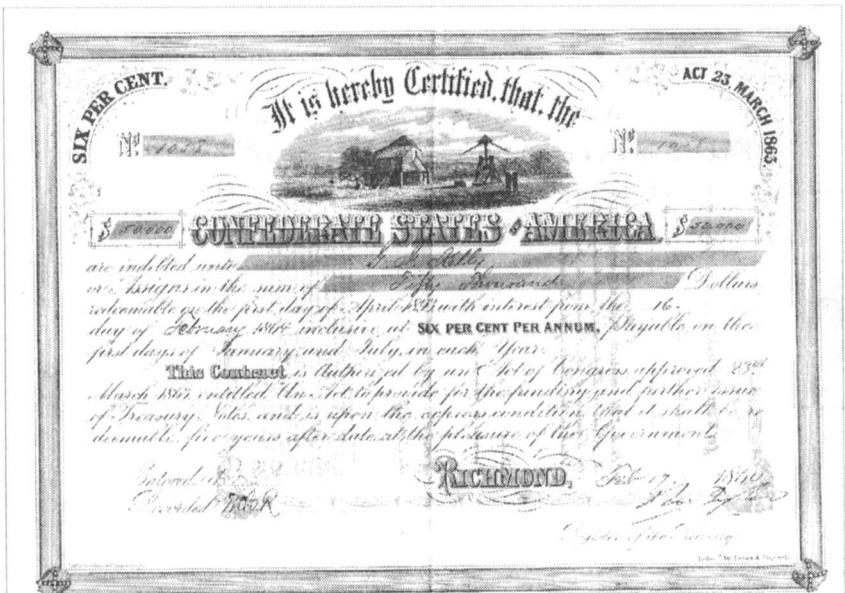 SIX PER CENT.
ACT 23, MARCH 1863.
It is hereby Certified, that, the
No.
No.
$ 50,000
CONFEDERATE STATES OF AMERICA
$ 50,000
are indebted unto
or Assigns in the sum of Fifty Thousand Dollars
redeemable on the first day of April with interest from the 16
day of February 1864 inclusive at SIX PER CENT PER ANNUM, Payable on the
first days of January and July in each Year.
This Contract is Authorized by an Act of Congress approved 23rd
March 1863, entitled An Act to provide for the funding and further issue
of Treasury Notes, and is upon the express condition that it shall be re
deemable five years after date, at the pleasure of the Government
Entered
Recorded
RICHMOND, Feb 17,
Register of the Treasury